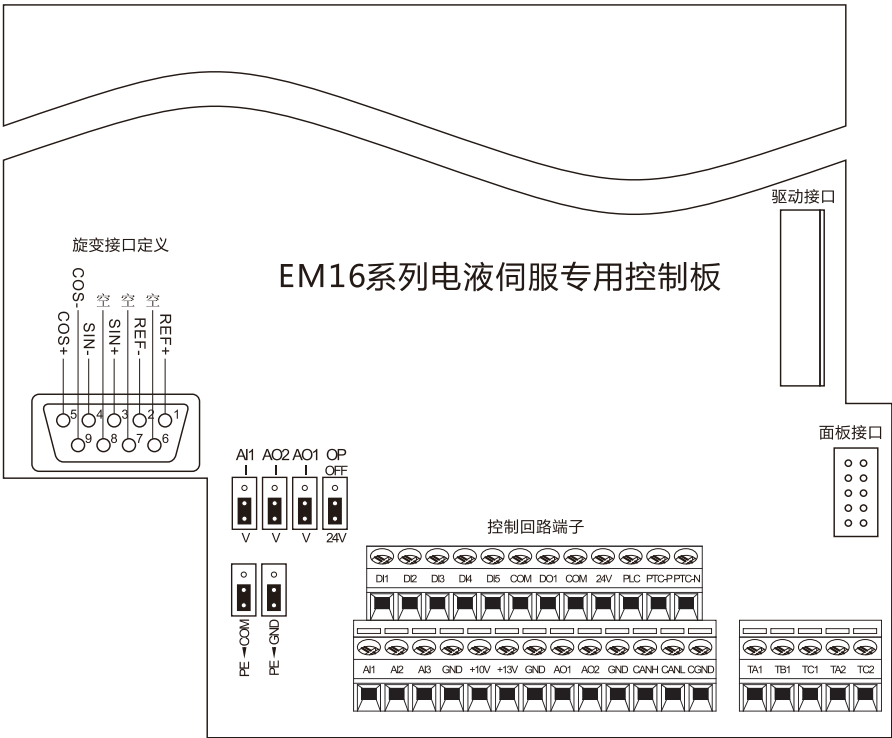 驱动接口
旋变接口定义
EM16系列电液伺服专用控制板
COS+
COS-
SIN-
空
SIN+
空
REF-
空
REF+
5 4 3 2 1
9 8 7 6
面板接口
AI1 AO2 AO1 OP
I I I OFF
V V V 24V
控制回路端子
DI1 DI2 DI3 DI4 DI5 COM DO1 COM 24V PLC PTC-P PTC-N
PE◄COM
PE◄GND
AI1 AI2 AI3 GND +10V +13V GND AO1 AO2 GND CANH CANL CGND
TA1 TB1 TC1 TA2 TC2